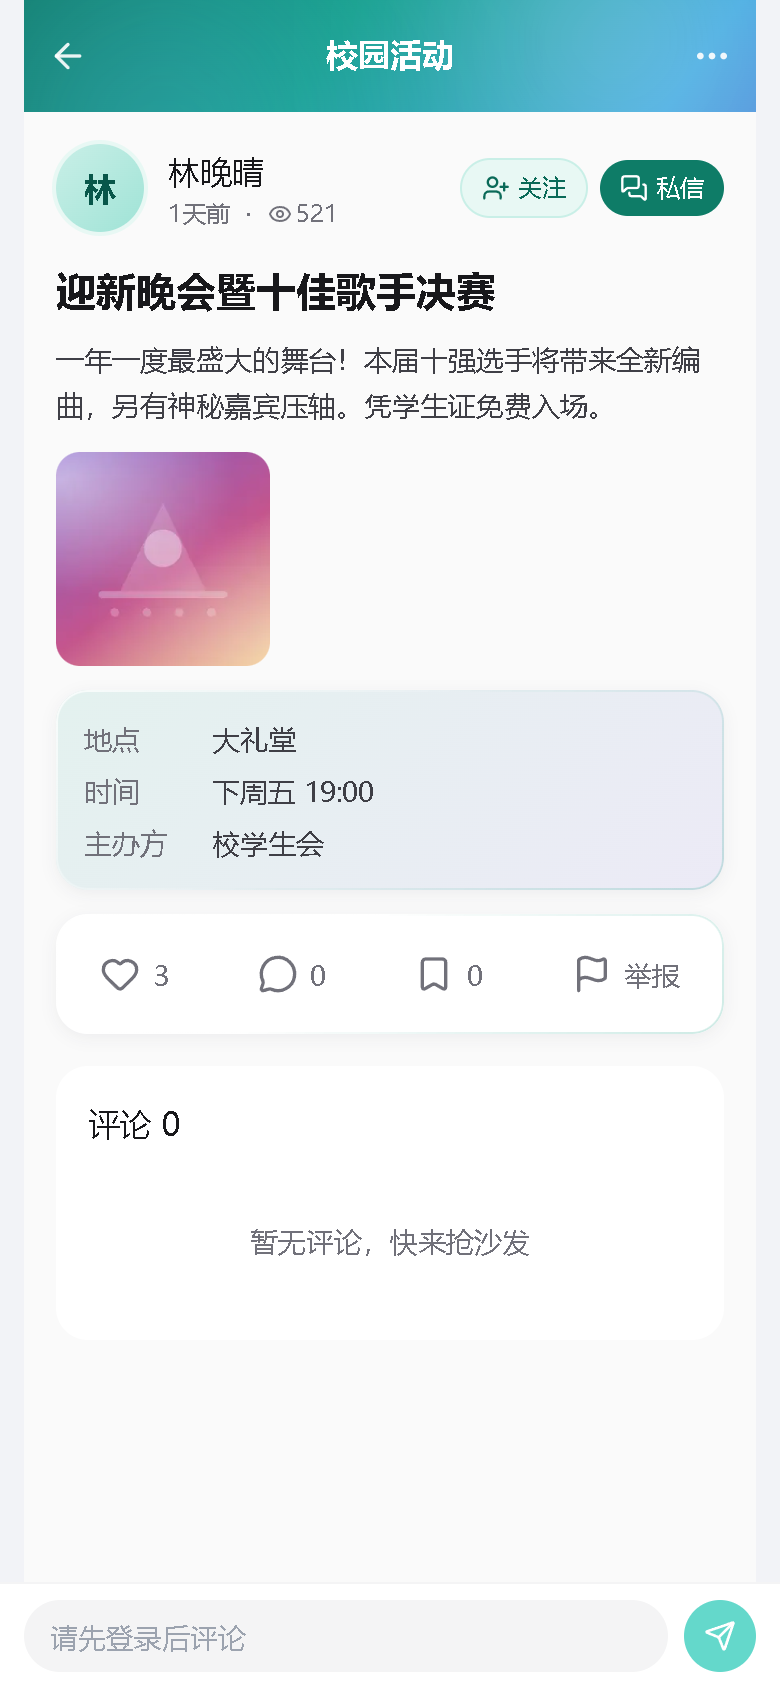 校园活动
林
林晚晴
1天前 · 521
关注
私信
迎新晚会暨十佳歌手决赛
一年一度最盛大的舞台！本届十强选手将带来全新编
曲，另有神秘嘉宾压轴。凭学生证免费入场。
地点 大礼堂
时间 下周五 19:00
主办方 校学生会
3 0 0 举报
评论 0
暂无评论，快来抢沙发
请先登录后评论